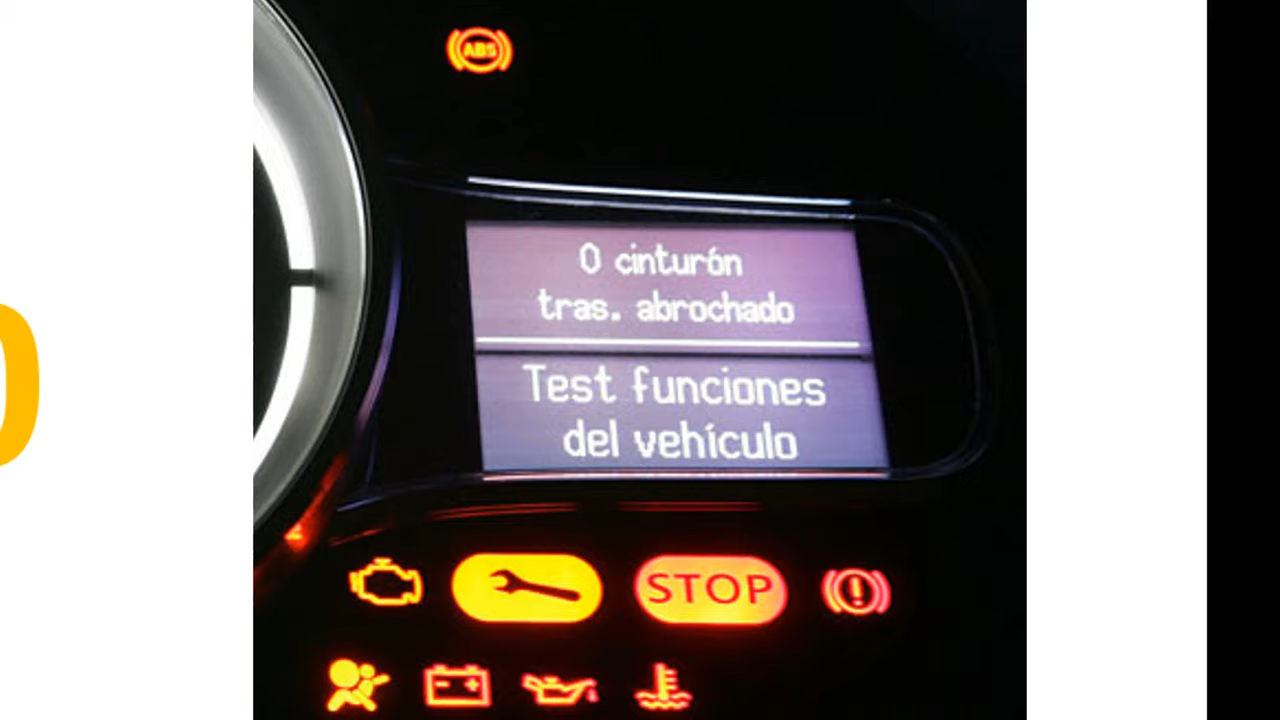 ABS
0 cinturón
tras. abrochado
Test funciones
del vehículo
STOP